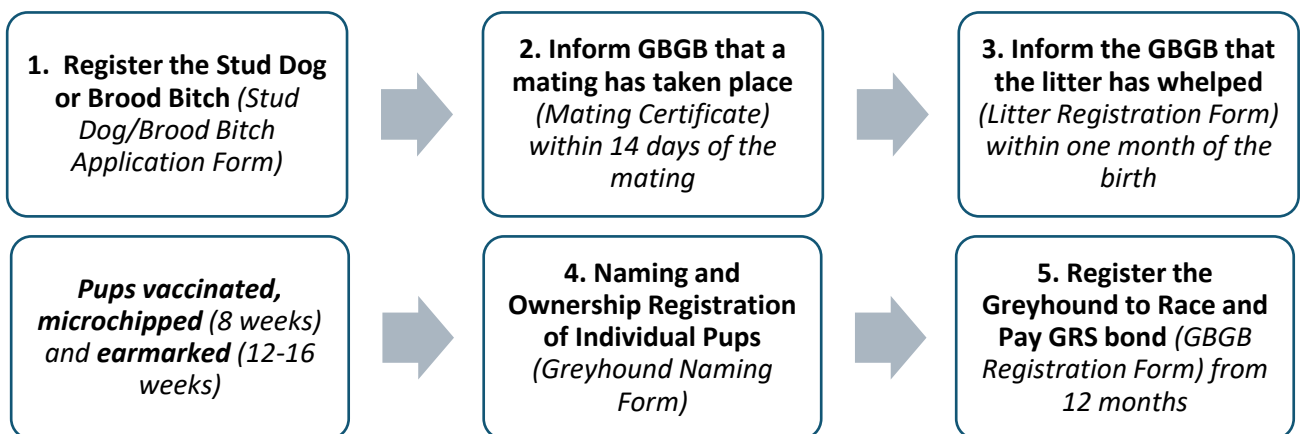 1. Register the Stud Dog
or Brood Bitch (Stud
Dog/Brood Bitch
Application Form)
2. Inform GBGB that a
mating has taken place
(Mating Certificate)
within 14 days of the
mating
3. Inform the GBGB that
the litter has whelped
(Litter Registration Form)
within one month of the
birth
Pups vaccinated,
microchipped (8 weeks)
and earmarked (12-16
weeks)
4. Naming and
Ownership Registration
of Individual Pups
(Greyhound Naming
Form)
5. Register the
Greyhound to Race and
Pay GRS bond (GBGB
Registration Form) from
12 months